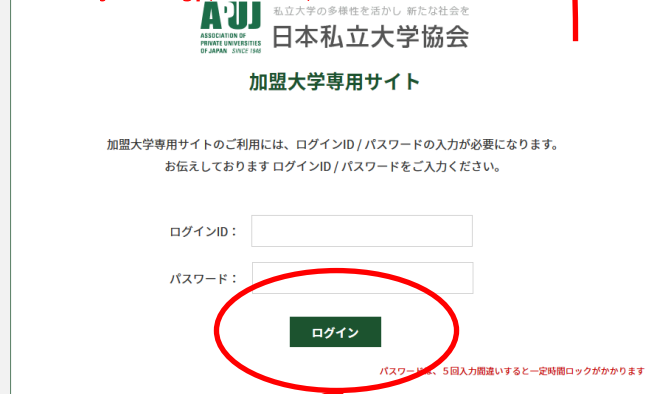 私立大学の多様性を活かし 新たな社会を
APUJ
ASSOCIATION OF
PRIVATE UNIVERSITIES
OF JAPAN SINCE 1946
日本私立大学協会
加盟大学専用サイト
加盟大学専用サイトのご利用には、ログインID / パスワードの入力が必要になります。
お伝えしております ログインID / パスワードをご入力ください。
ログインID：
パスワード：
ログイン
パスワードは、５回入力間違いすると一定時間ロックがかかります